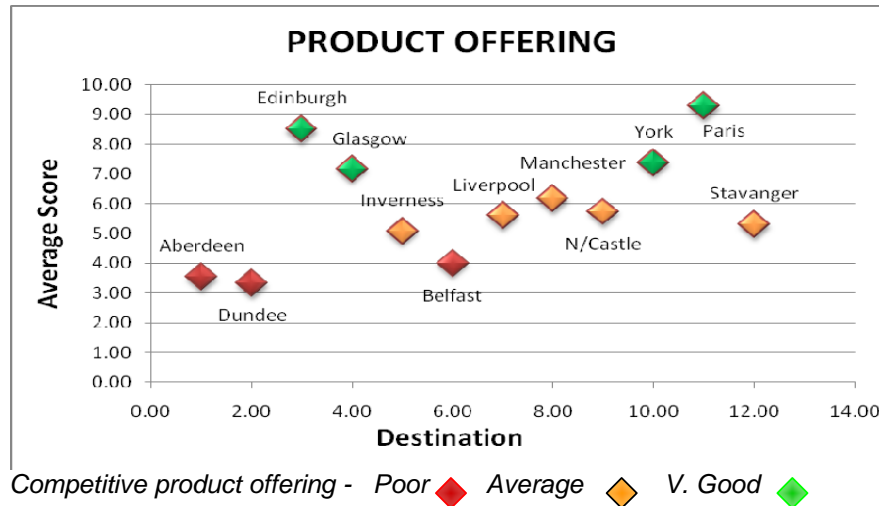 PRODUCT OFFERING
10.00
9.00
8.00
7.00
6.00
5.00
4.00
3.00
2.00
1.00
0.00
Average Score
Edinburgh
Glasgow
York
Paris
Manchester
Liverpool
Inverness
Stavanger
Aberdeen
N/Castle
Belfast
Dundee
0.00 2.00 4.00 6.00 8.00 10.00 12.00 14.00
Destination
Competitive product offering - Poor Average V. Good